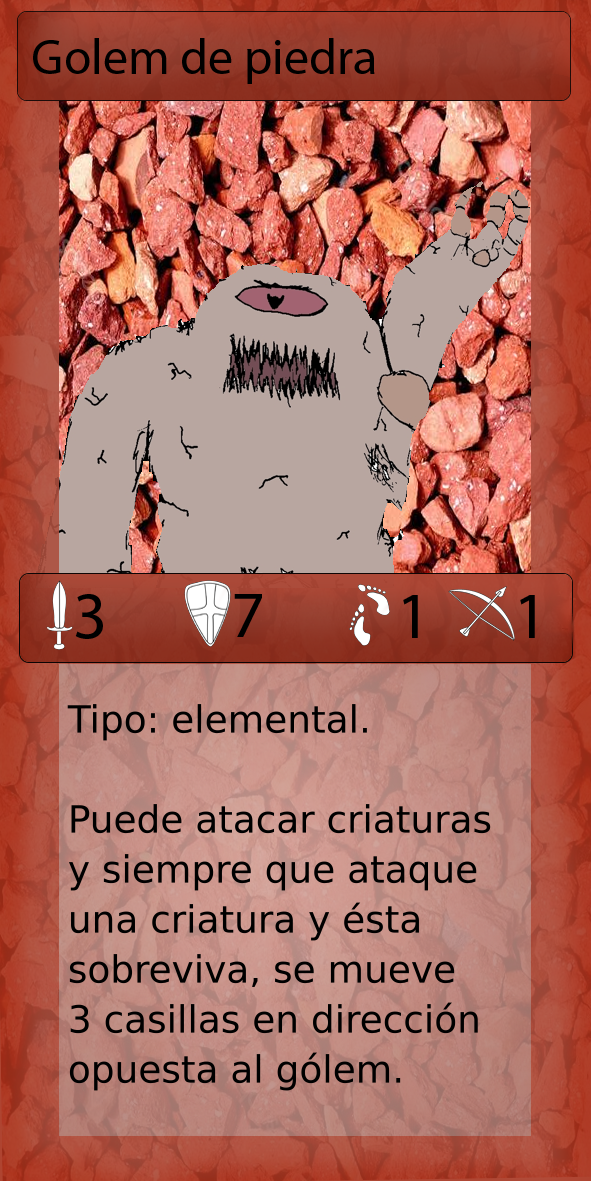 Golem de piedra
3 7 1 1
Tipo: elemental.
Puede atacar criaturas
y siempre que ataque
una criatura y ésta
sobreviva, se mueve
3 casillas en dirección
opuesta al gólem.